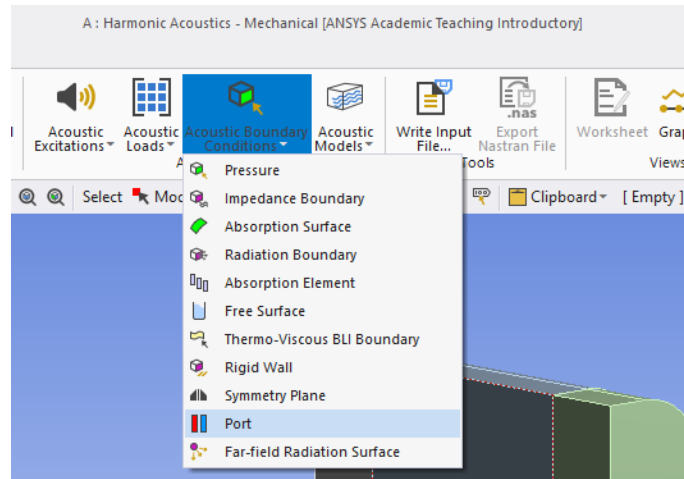 A : Harmonic Acoustics - Mechanical [ANSYS Academic Teaching Introductory]
Acoustic Excitations
Acoustic Loads
Acoustic Boundary Conditions
Acoustic Models
Write Input File...
.nas
Export Nastran File
Worksheet
Views
Select
Clipboard
[ Empty ]
Pressure
Impedance Boundary
Absorption Surface
Radiation Boundary
Absorption Element
Free Surface
Thermo-Viscous BLI Boundary
Rigid Wall
Symmetry Plane
Port
Far-field Radiation Surface